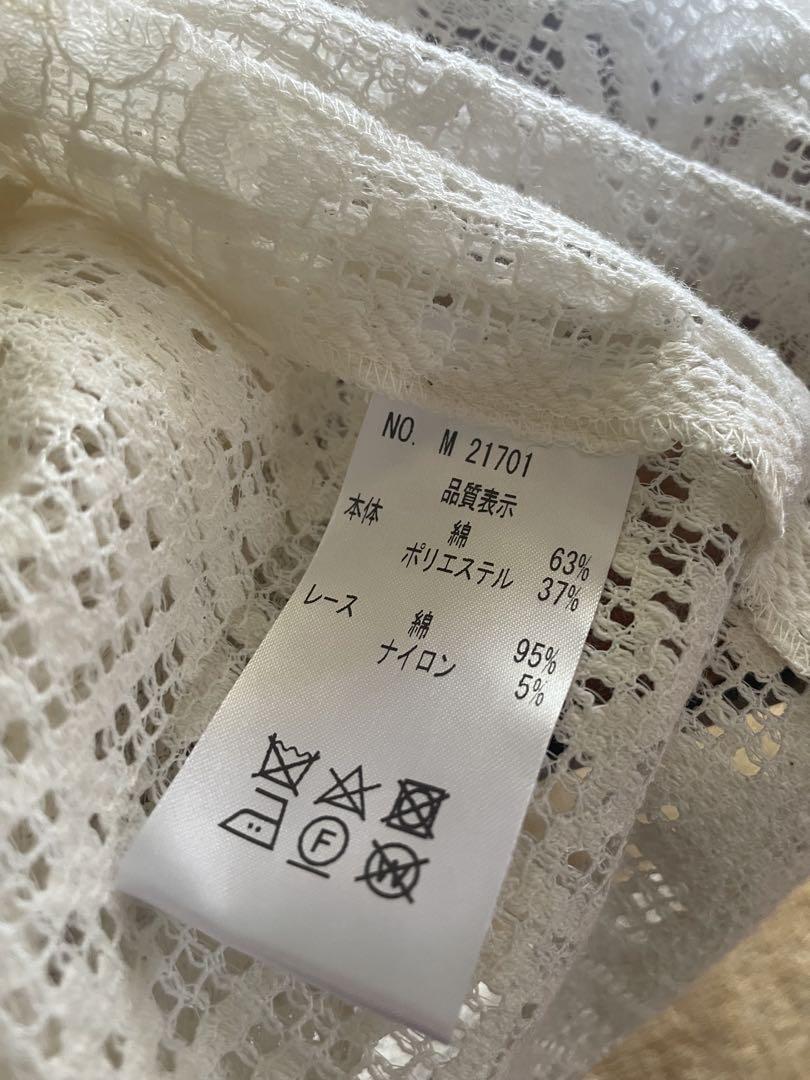 NO. M 21701
品質表示
本体 綿 63%
ポリエステル 37%
レース 綿 95%
ナイロン 5%
F
W